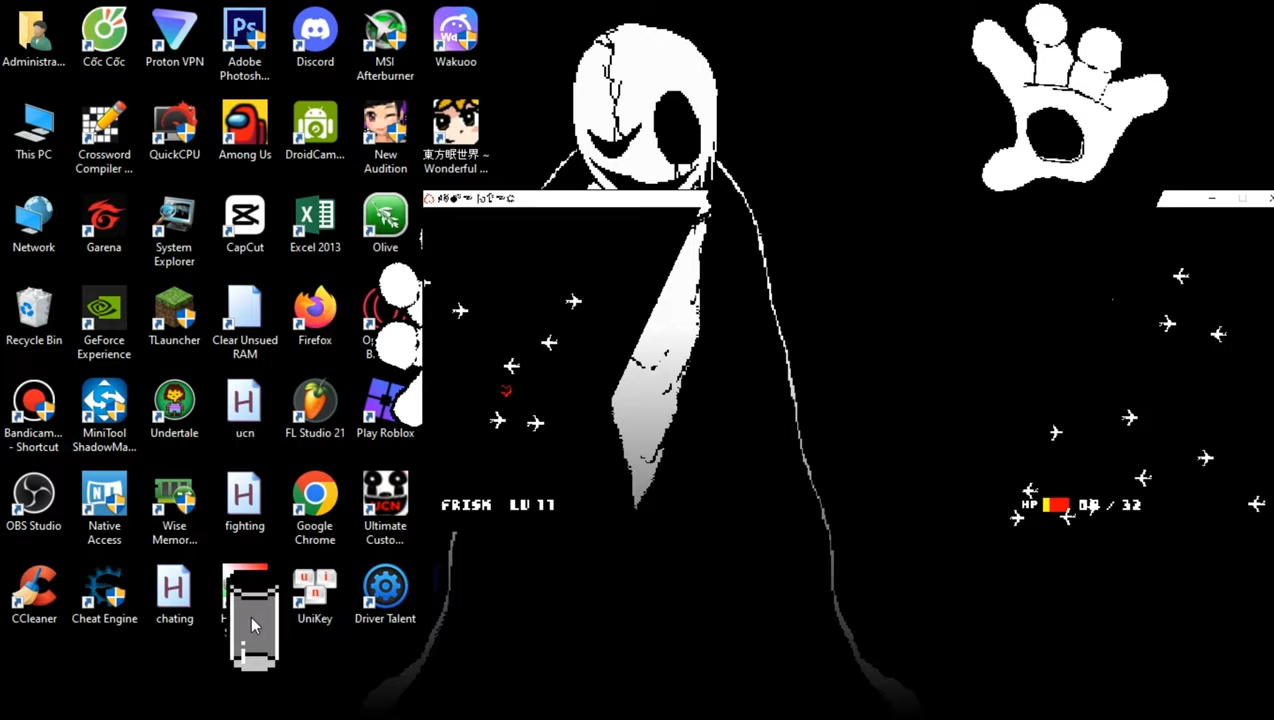 Administra...
Cốc Cốc
Proton VPN
Adobe
Photosh...
Ps
Discord
MSI
Afterburner
Wakuoo
This PC
Crossword
Compiler ...
QuickCPU
Among Us
DroidCam...
New
Audition
東方眠世界 ~
Wonderful ...
Network
Garena
System
Explorer
CapCut
Excel 2013
Olive
Recycle Bin
GeForce
Experience
TLauncher
Clear Unsued
RAM
Firefox
Bandicam...
- Shortcut
MiniTool
ShadowMa...
Undertale
H
ucn
FL Studio 21
Play Roblox
OBS Studio
Native
Access
Wise
Memor...
H
fighting
Google
Chrome
UCN
Ultimate
Custo...
CCleaner
Cheat Engine
H
chating
u i
n
UniKey
Driver Talent
FRISK LV 11
HP
/ 32